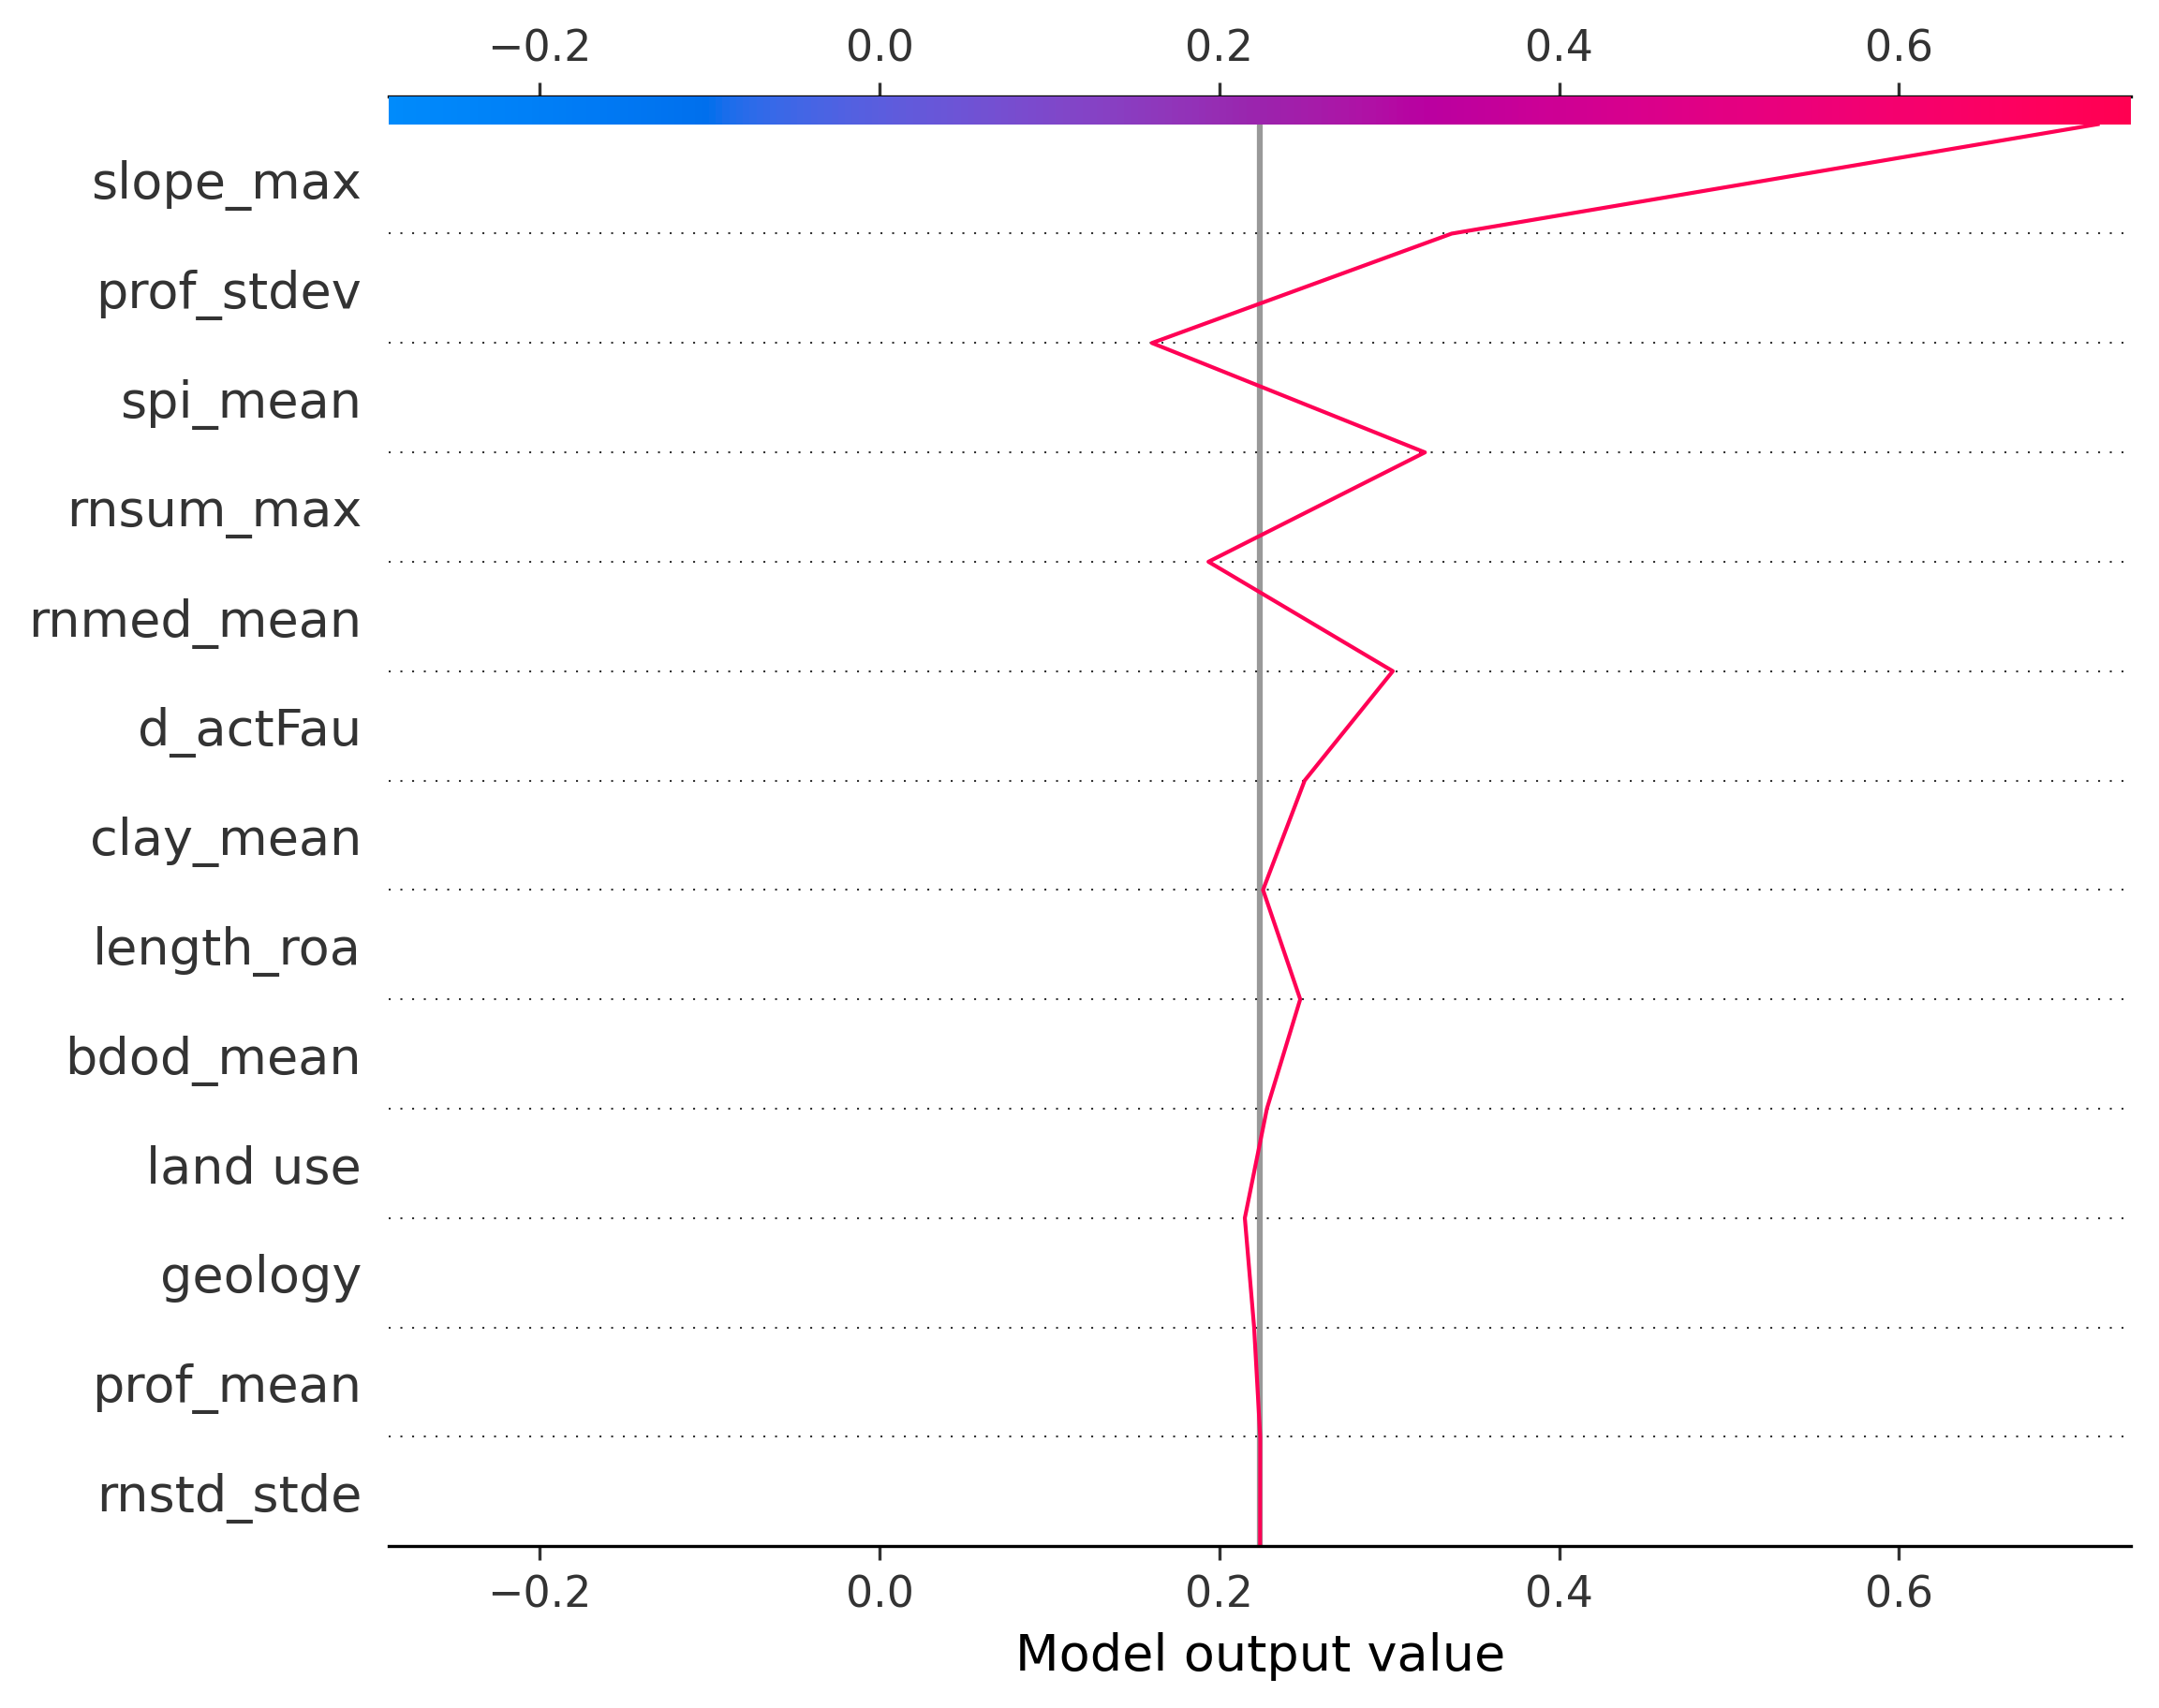 −0.2 0.0 0.2 0.4 0.6
slope_max
prof_stdev
spi_mean
rnsum_max
rnmed_mean
d_actFau
clay_mean
length_roa
bdod_mean
land use
geology
prof_mean
rnstd_stde
−0.2 0.0 0.2 0.4 0.6
Model output value